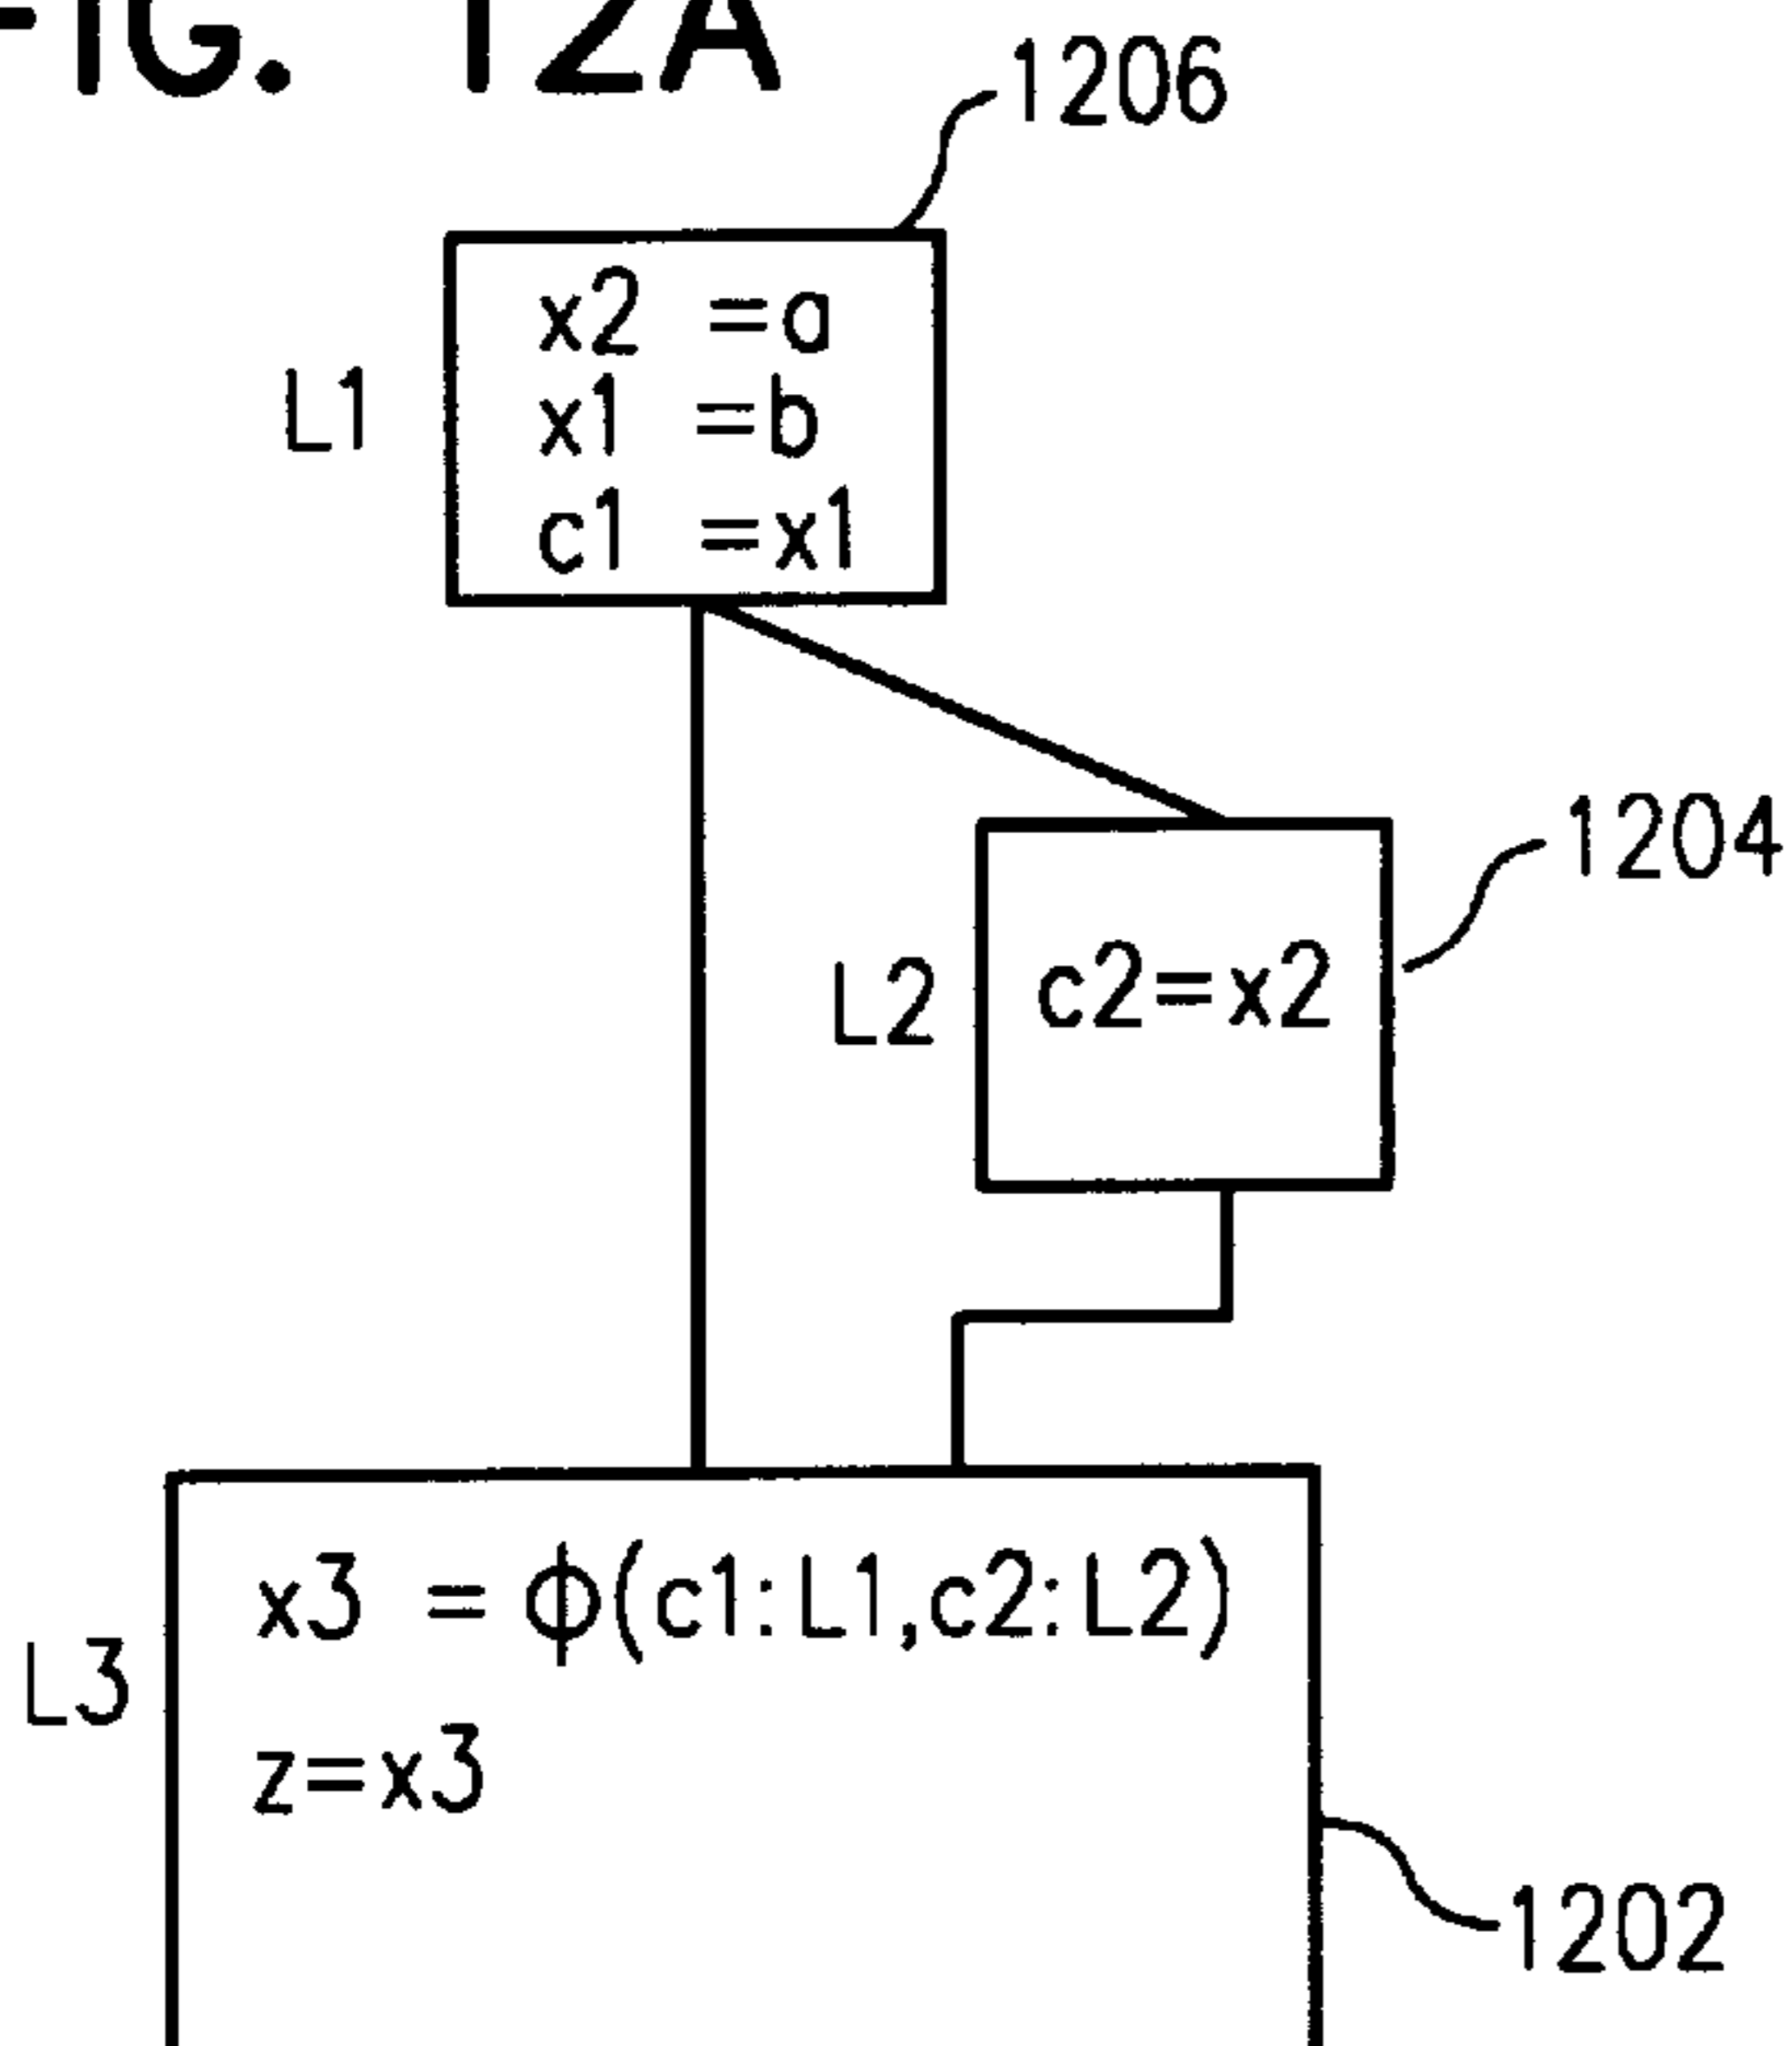 FIG. 12A
1206
L1
x2 =a
x1 =b
c1 =x1
1204
L2
c2=x2
L3
x3 = ϕ(c1:L1,c2:L2)
z=x3
1202